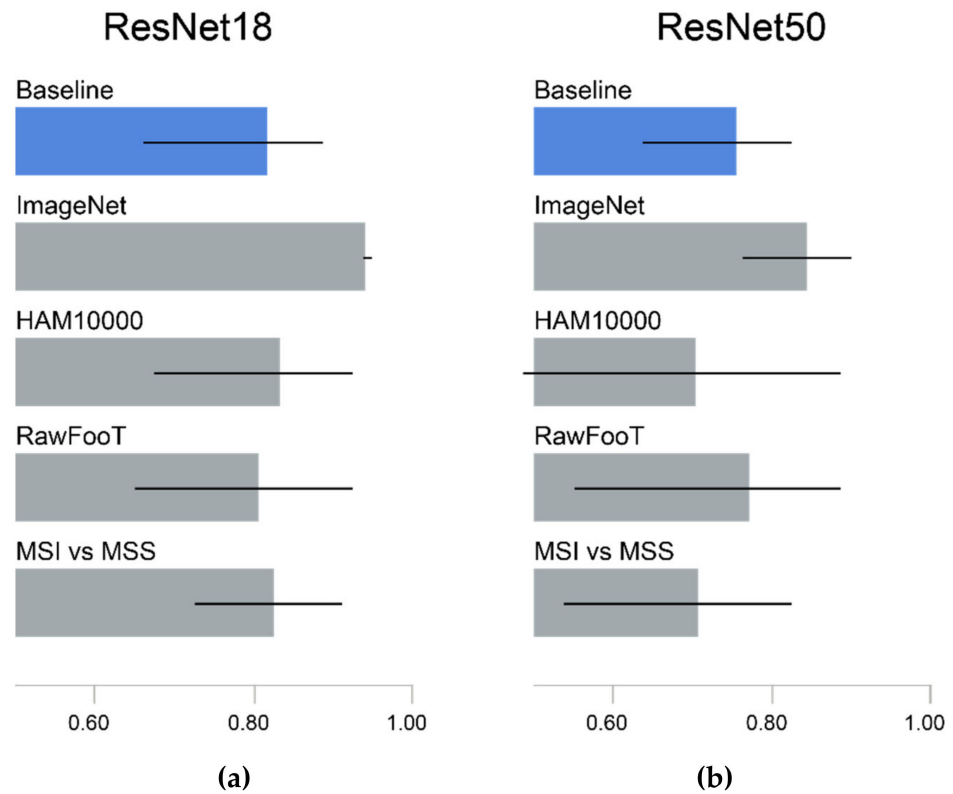 ResNet18
Baseline
ImageNet
HAM10000
RawFooT
MSI vs MSS
0.60 0.80 1.00
(a)
ResNet50
Baseline
ImageNet
HAM10000
RawFooT
MSI vs MSS
0.60 0.80 1.00
(b)